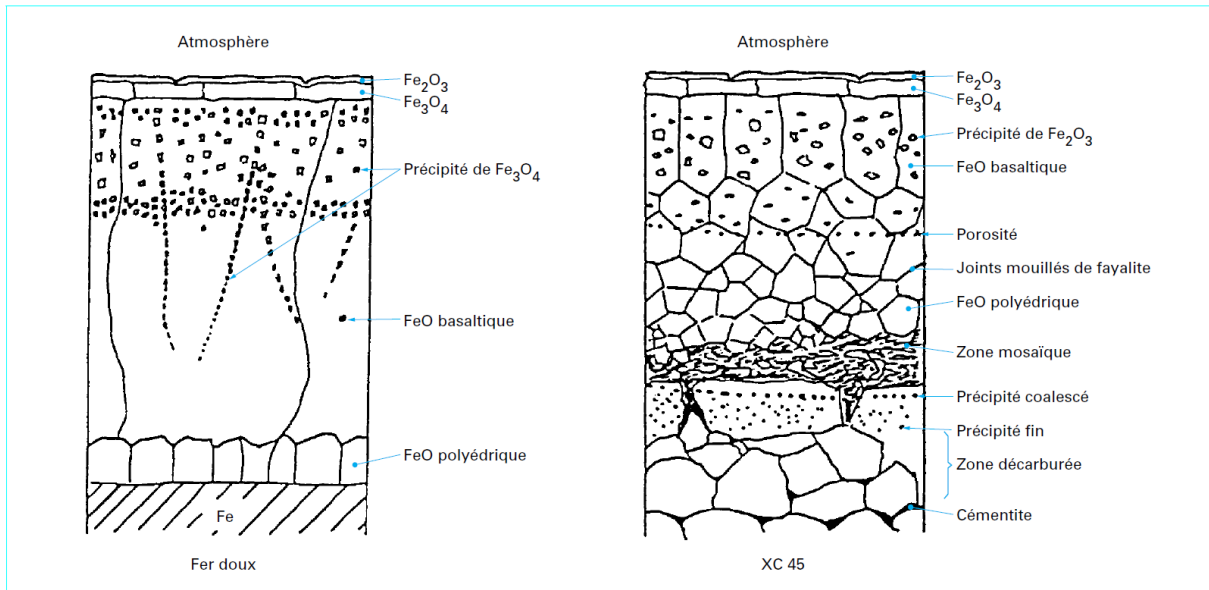 Atmosphère
Fe₂O₃
Fe₃O₄
Précipité de Fe₃O₄
FeO basaltique
FeO polyédrique
Fe
Fer doux
Atmosphère
Fe₂O₃
Fe₃O₄
Précipité de Fe₂O₃
FeO basaltique
Porosité
Joints mouillés de fayalite
FeO polyédrique
Zone mosaïque
Précipité coalescé
Précipité fin
Zone décarburée
Cémentite
XC 45